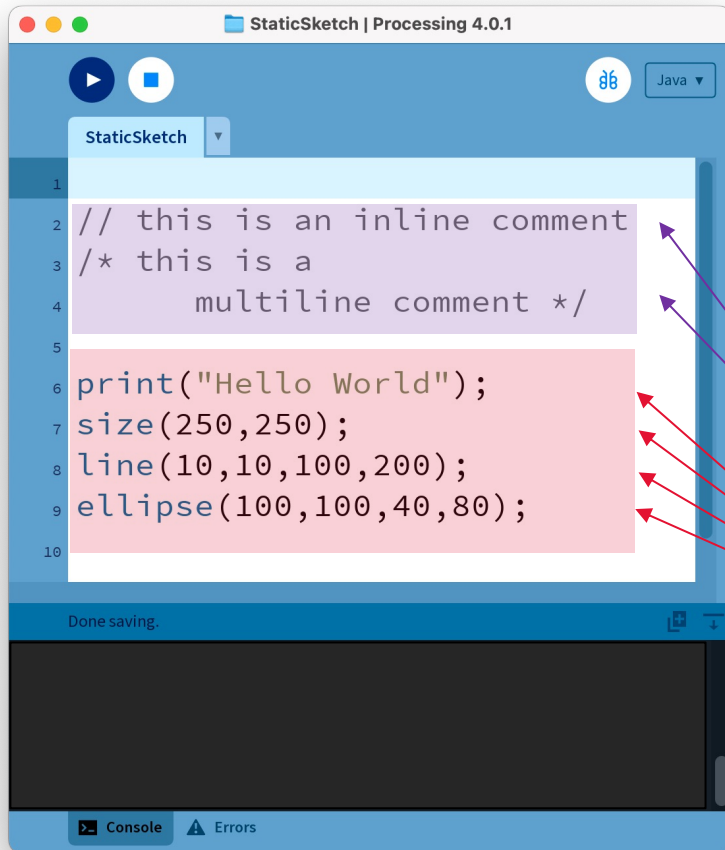 StaticSketch | Processing 4.0.1
Java ▾
StaticSketch ▾
1
2 // this is an inline comment
3 /* this is a
4 multiline comment */
5
6 print("Hello World");
7 size(250,250);
8 line(10,10,100,200);
9 ellipse(100,100,40,80);
10
Done saving.
Console Errors